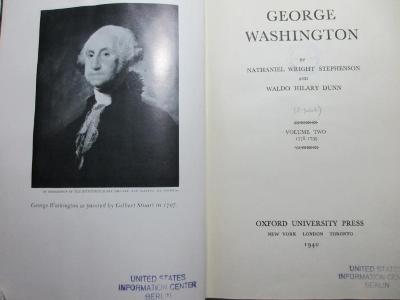 George Washington as painted by Gilbert Stuart in 1797.
UNITED STATES
INFORMATION CENTER
BERLIN
GEORGE
WASHINGTON
BY
NATHANIEL WRIGHT STEPHENSON
AND
WALDO HILARY DUNN
VOLUME TWO
1778-1799
OXFORD UNIVERSITY PRESS
NEW YORK LONDON TORONTO
1940
UNITED STATES
INFORMATION CENTER
BERLIN